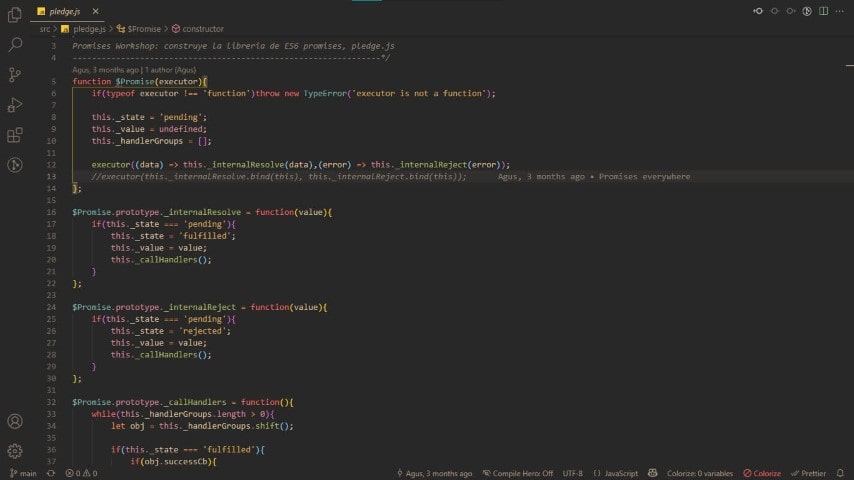 pledge.js ×
src > pledge.js > $Promise > constructor
3 Promises Workshop: construye la libreria de ES6 promises, pledge.js
4 ----------------------------------------------------------------*/
Agus, 3 months ago | 1 author (Agus)
5 function $Promise(executor){
6 if(typeof executor !== 'function')throw new TypeError('executor is not a function');
7
8 this._state = 'pending';
9 this._value = undefined;
10 this._handlerGroups = [];
11
12 executor((data) => this._internalResolve(data),(error) => this._internalReject(error));
13 //executor(this._internalResolve.bind(this), this._internalReject.bind(this)); Agus, 3 months ago • Promises everywhere
14 };
15
16 $Promise.prototype._internalResolve = function(value){
17 if(this._state === 'pending'){
18 this._state = 'fulfilled';
19 this._value = value;
20 this._callHandlers();
21 }
22 };
23
24 $Promise.prototype._internalReject = function(value){
25 if(this._state === 'pending'){
26 this._state = 'rejected';
27 this._value = value;
28 this._callHandlers();
29 }
30 };
31
32 $Promise.prototype._callHandlers = function(){
33 while(this._handlerGroups.length > 0){
34 let obj = this._handlerGroups.shift();
35
36 if(this._state === 'fulfilled'){
37 if(obj.successCb){
main 0 0 Agus, 3 months ago Compile Hero: Off UTF-8 {} JavaScript Colorize: 0 variables Colorize Prettier